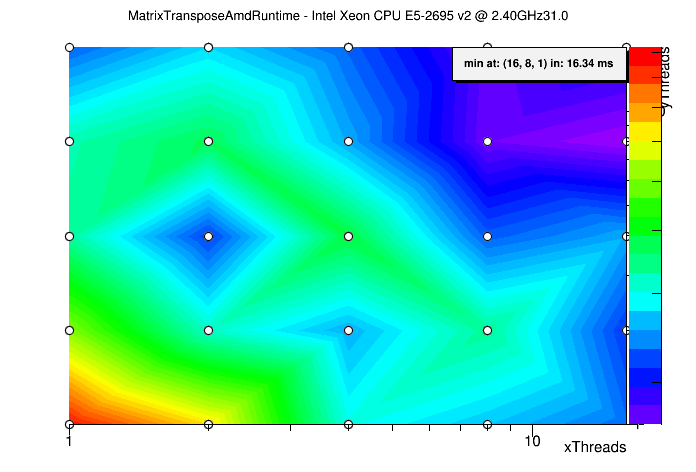 MatrixTransposeAmdRuntime - Intel Xeon CPU E5-2695 v2 @ 2.40GHz31.0
min at: (16, 8, 1) in: 16.34 ms
yThreads
1
10
xThreads